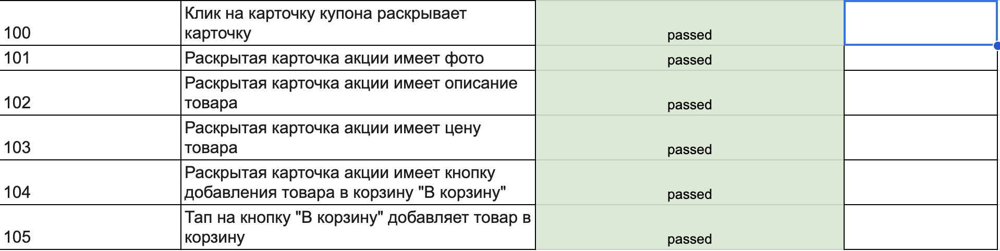 Клик на карточку купона раскрывает
100 карточку passed
101 Раскрытая карточка акции имеет фото passed
Раскрытая карточка акции имеет описание
102 товара passed
Раскрытая карточка акции имеет цену
103 товара passed
Раскрытая карточка акции имеет кнопку
104 добавления товара в корзину "В корзину" passed
Тап на кнопку "В корзину" добавляет товар в
105 корзину passed